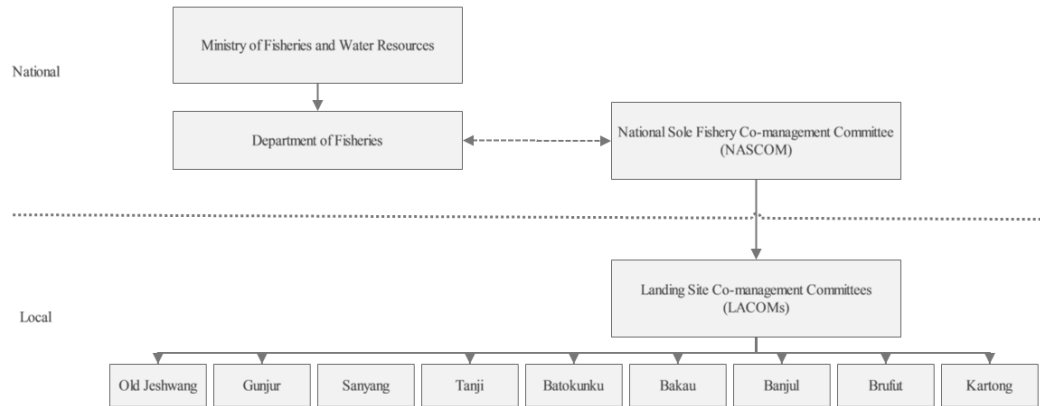 Ministry of Fisheries and Water Resources
National
Department of Fisheries
National Sole Fishery Co-management Committee
(NASCOM)
Landing Site Co-management Committees
(LACOMs)
Local
Old Jeshwang
Gunjur
Sanyang
Tanji
Batokunku
Bakau
Banjul
Brufut
Kartong